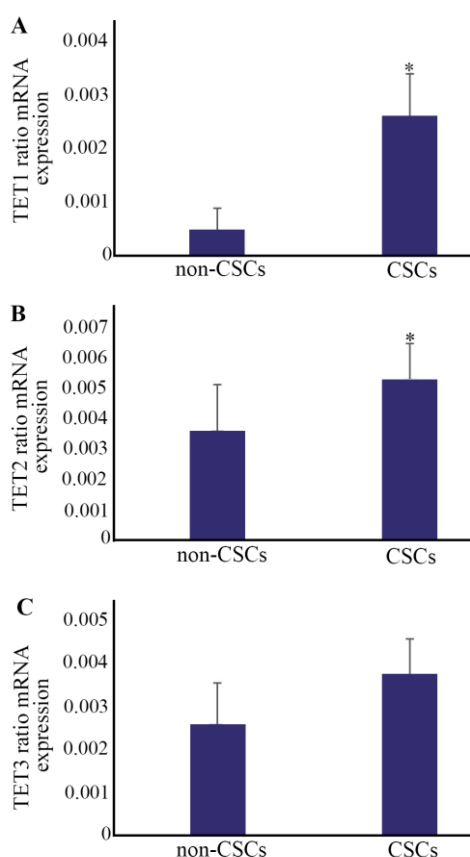 A
TET1 ratio mRNA
expression
0.004
0.003
0.002
0.001
0
*
non-CSCs
CSCs
B
TET2 ratio mRNA
expression
0.007
0.006
0.005
0.004
0.003
0.002
0.001
0
*
non-CSCs
CSCs
C
TET3 ratio mRNA
expression
0.005
0.004
0.003
0.002
0.001
0
non-CSCs
CSCs